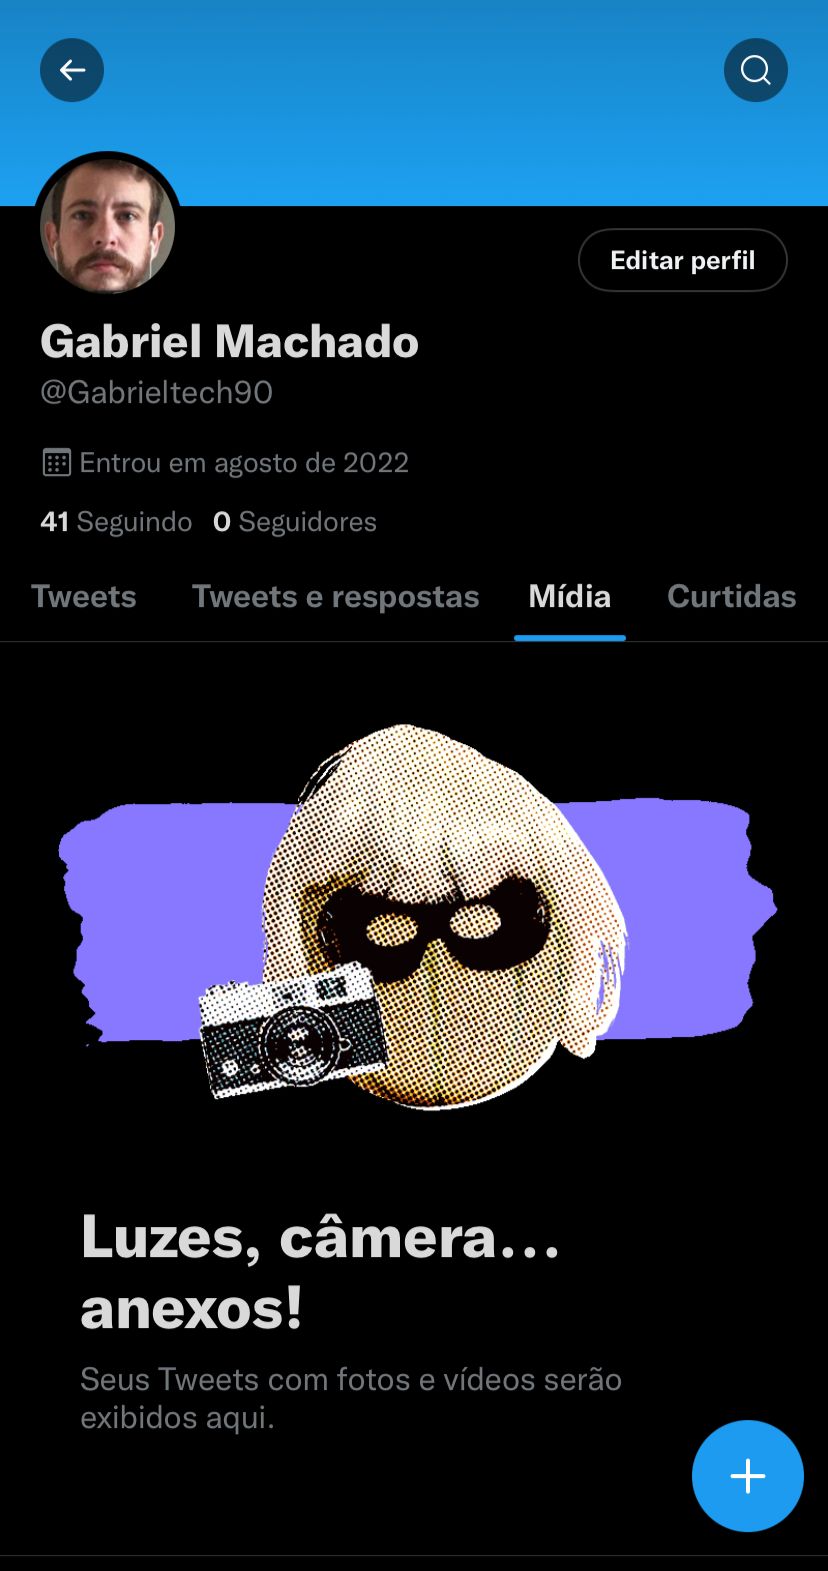 Editar perfil
Gabriel Machado
@Gabrieltech90
Entrou em agosto de 2022
41 Seguindo 0 Seguidores
Tweets Tweets e respostas Mídia Curtidas
Luzes, câmera...
anexos!
Seus Tweets com fotos e vídeos serão
exibidos aqui.